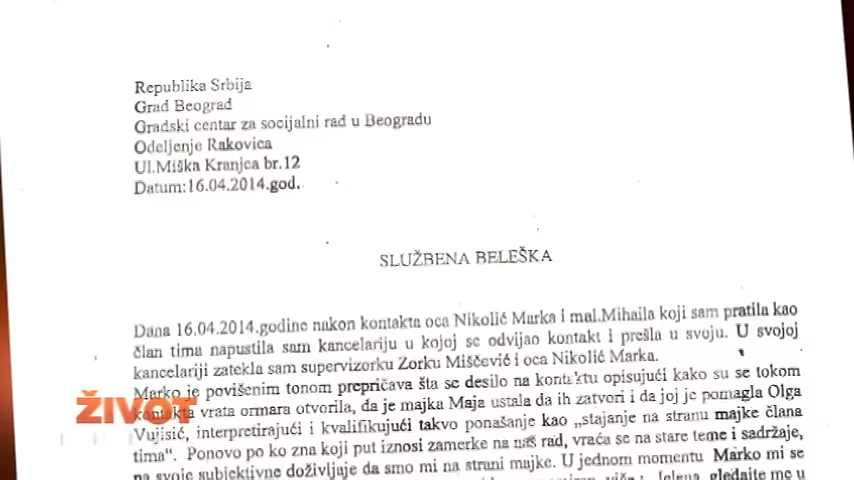 Republika Srbija
Grad Beograd
Gradski centar za socijalni rad u Beogradu
Odeljenje Rakovica
Ul.Miška Kranjca br.12
Datum:16.04.2014.god.
SLUŽBENA BELEŠKA
Dana 16.04.2014.godine nakon kontakta oca Nikolić Marka i mal.Mihaila koji sam pratila kao
član tima napustila sam kancelariju u kojoj se odvijao kontakt i prešla u svoju. U svojoj
kancelariji zatekla sam supervizorku Zorku Miščević i oca Nikolić Marka.
Marko je povišenim tonom prepričava šta se desilo na kontaktu opisujući kako su se tokom
kontakta vrata ormara otvorila, da je majka Maja ustala da ih zatvori i da joj je pomagla Olga
Vujisić, interpretirajući i kvalifikujući takvo ponašanje kao „stajanje na stranu majke člana
tima“. Ponovo po ko zna koji put iznosi zamerke na naš rad, vraća se na stare teme i sadržaje,
na svoje subjektivne doživljaje da smo mi na strani majke. U jednom momentu Marko mi se
Jelena gledajte me u
ŽIVOT